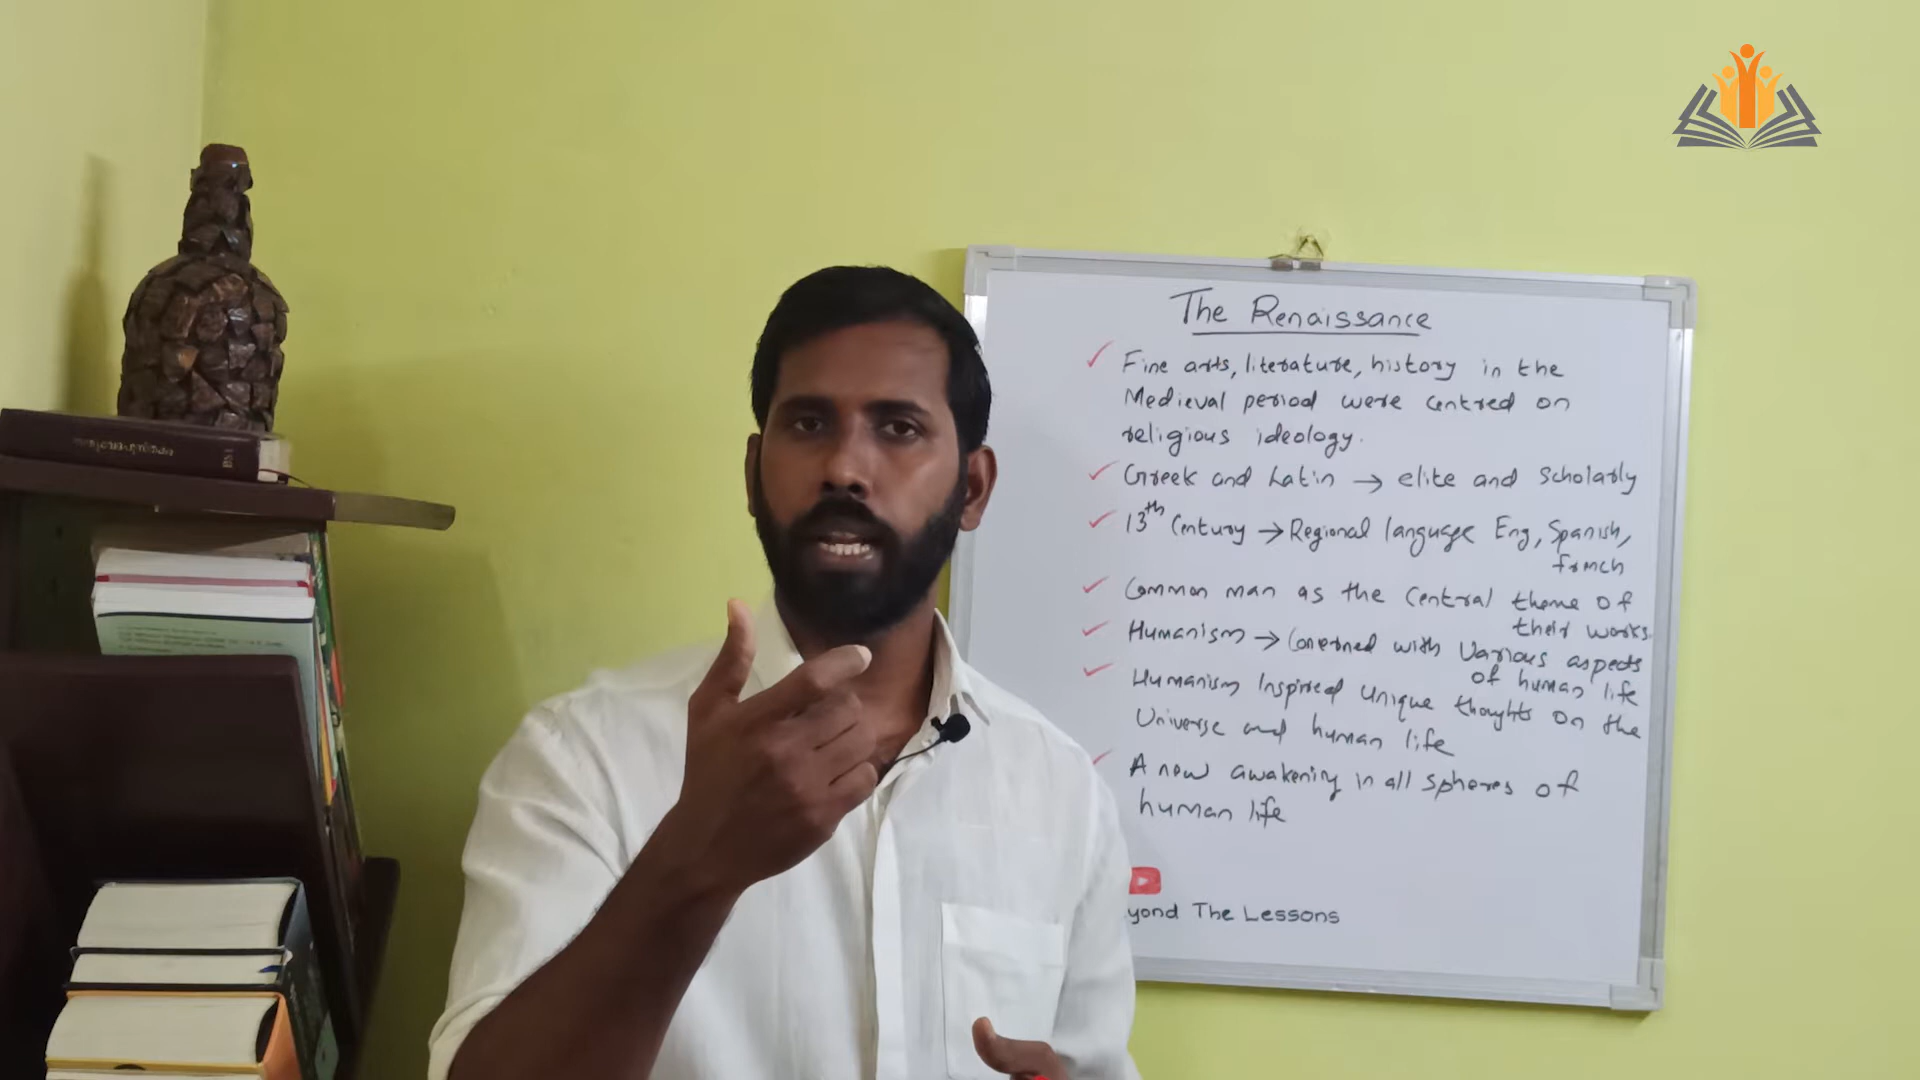 The Renaissance
Fine arts, literature, history in the
Medieval period were centred on
religious ideology.
Greek and Latin → elite and scholarly
13th Century → Regional language Eng, Spanish,
french
Common man as the central theme of
their works.
Humanism → Concerned with various aspects
of human life
Humanism Inspired unique thoughts on the
Universe and human life
A new awakening in all spheres of
human life
yond The Lessons